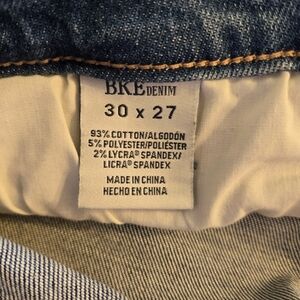 BKE DENIM
30 x 27
93% COTTON/ALGODÓN
5% POLYESTER/POLIÉSTER
2% LYCRA® SPANDEX/
LICRA® SPANDEX
MADE IN CHINA
HECHO EN CHINA